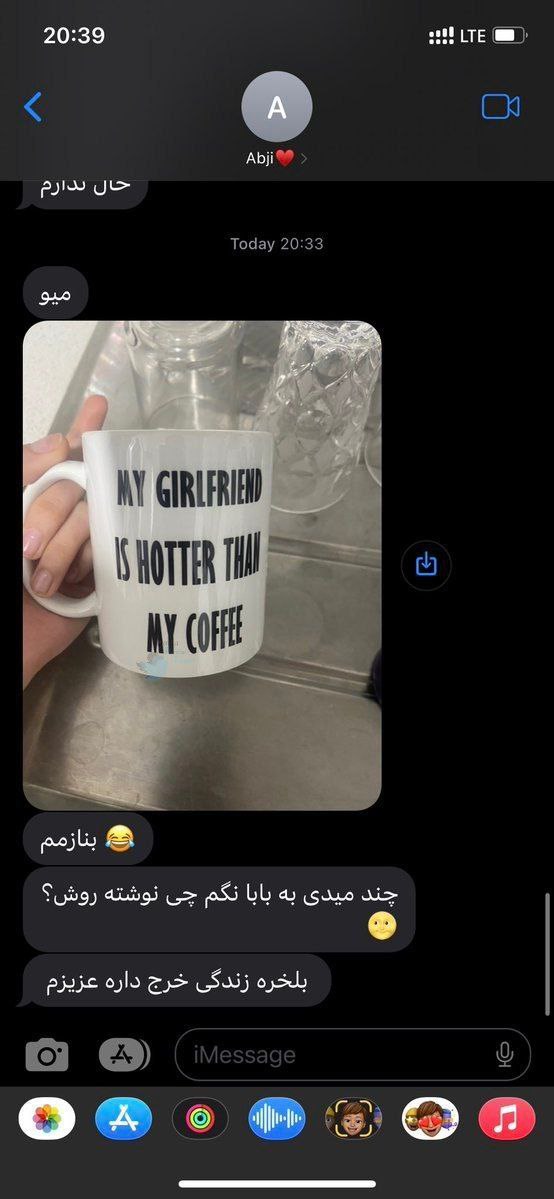 20:39
LTE
A
Abji❤️ >
حال ندارم
Today 20:33
میو
MY GIRLFRIEND
IS HOTTER THAN
MY COFFEE
بنازمم 😂
چند میدی به بابا نگم چی نوشته روش؟
🌝
بلخره زندگی خرج داره عزیزم
iMessage